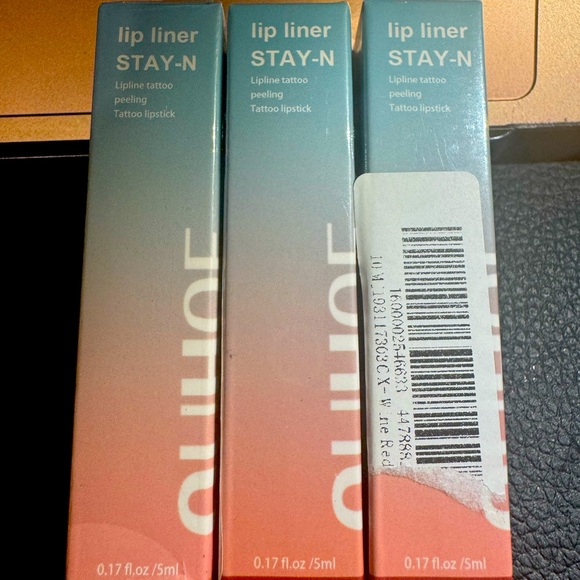 lip liner
STAY-N
Lipline tattoo
peeling
Tattoo lipstick
0.17 fl.oz /5ml
lip liner
STAY-N
Lipline tattoo
peeling
Tattoo lipstick
0.17 fl.oz /5ml
lip liner
STAY-N
Lipline tattoo
peeling
Tattoo lipstick
1600002546633
Red
0.17 fl.oz /5ml